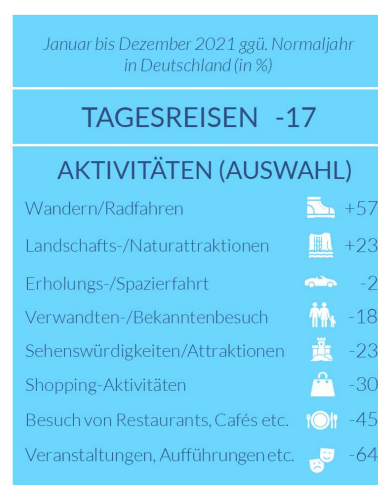 Januar bis Dezember 2021 ggü. Normaljahr
in Deutschland (in %)
TAGESREISEN -17
AKTIVITÄTEN (AUSWAHL)
Wandern/Radfahren +57
Landschafts-/Naturattraktionen +23
Erholungs-/Spazierfahrt -2
Verwandten-/Bekanntenbesuch -18
Sehenswürdigkeiten/Attraktionen -23
Shopping-Aktivitäten -30
Besuch von Restaurants, Cafés etc. -45
Veranstaltungen, Aufführungen etc. -64